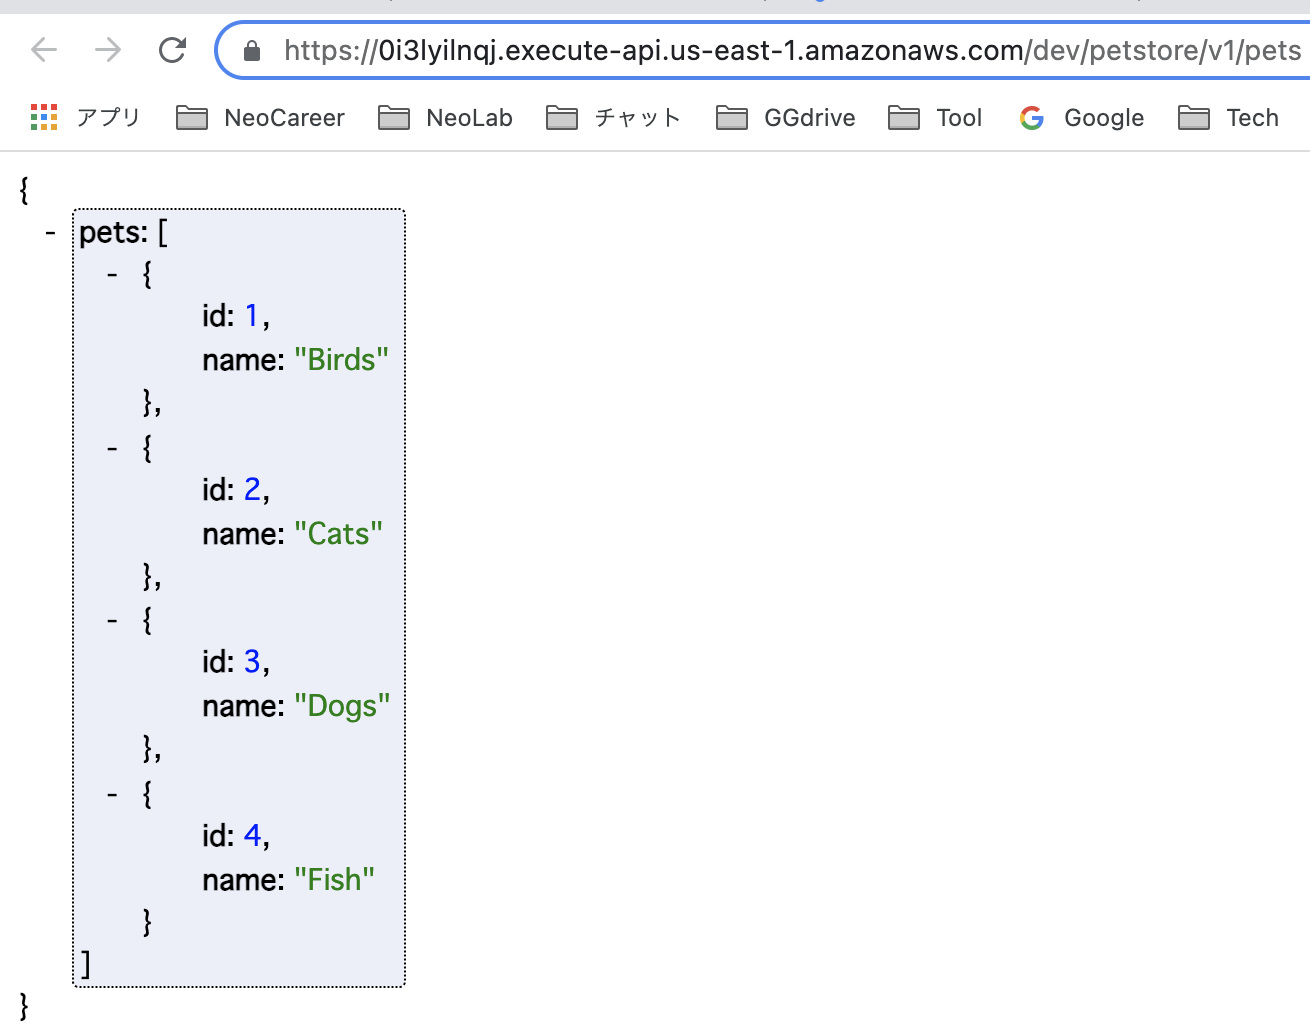 https://0i3lyilnqj.execute-api.us-east-1.amazonaws.com/dev/petstore/v1/pets
アプリ NeoCareer NeoLab チャット GGdrive Tool Google Tech
{
- pets: [
- {
id: 1,
name: "Birds"
},
- {
id: 2,
name: "Cats"
},
- {
id: 3,
name: "Dogs"
},
- {
id: 4,
name: "Fish"
}
]
}